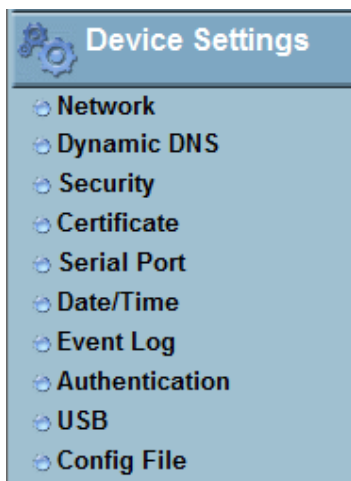 Device Settings
Network
Dynamic DNS
Security
Certificate
Serial Port
Date/Time
Event Log
Authentication
USB
Config File